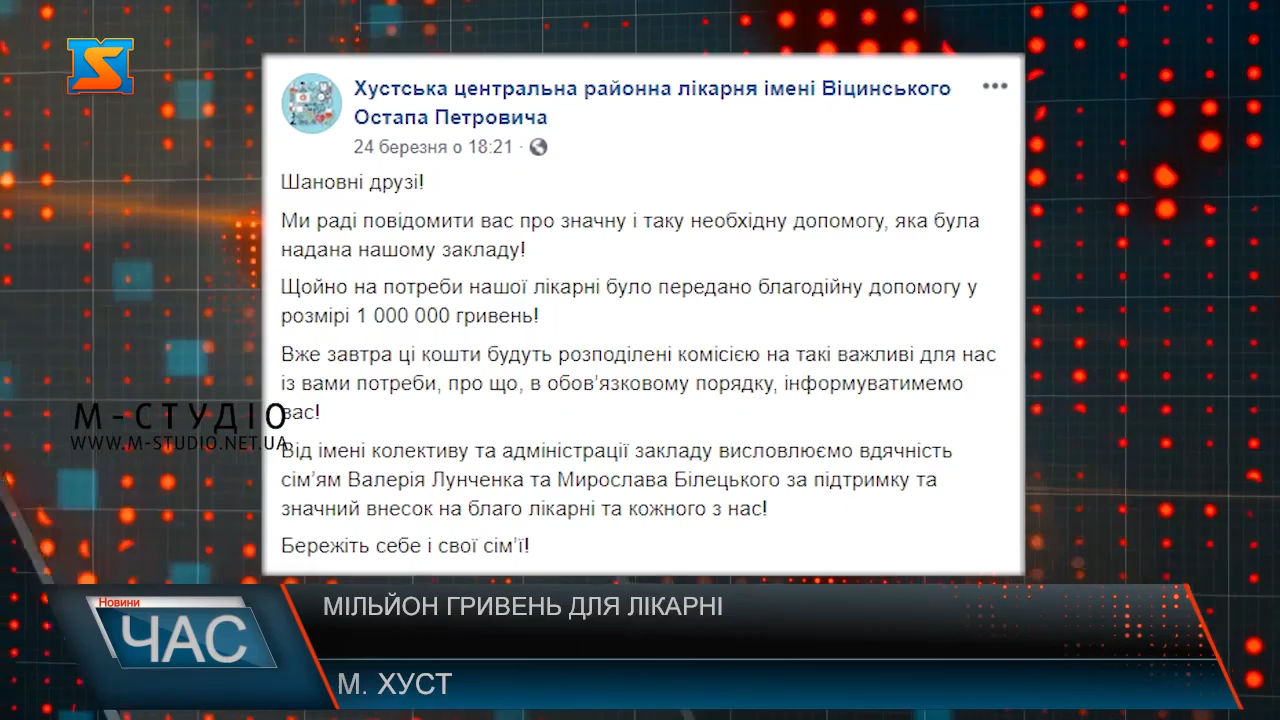 Хустська центральна районна лікарня імені Віцинського
Остапа Петровича
24 березня о 18:21 ·
Шановні друзі!
Ми раді повідомити вас про значну і таку необхідну допомогу, яка була
надана нашому закладу!
Щойно на потреби нашої лікарні було передано благодійну допомогу у
розмірі 1 000 000 гривень!
Вже завтра ці кошти будуть розподілені комісією на такі важливі для нас
із вами потреби, про що, в обов'язковому порядку, інформуватимемо
вас!
М-СТУДІО
WWW.M-STUDIO.NET.UA
Від імені колективу та адміністрації закладу висловлюємо вдячність
сім'ям Валерія Лунченка та Мирослава Білецького за підтримку та
значний внесок на благо лікарні та кожного з нас!
Бережіть себе і свої сім'ї!
Новини
ЧАС
МІЛЬЙОН ГРИВЕНЬ ДЛЯ ЛІКАРНІ
М. ХУСТ